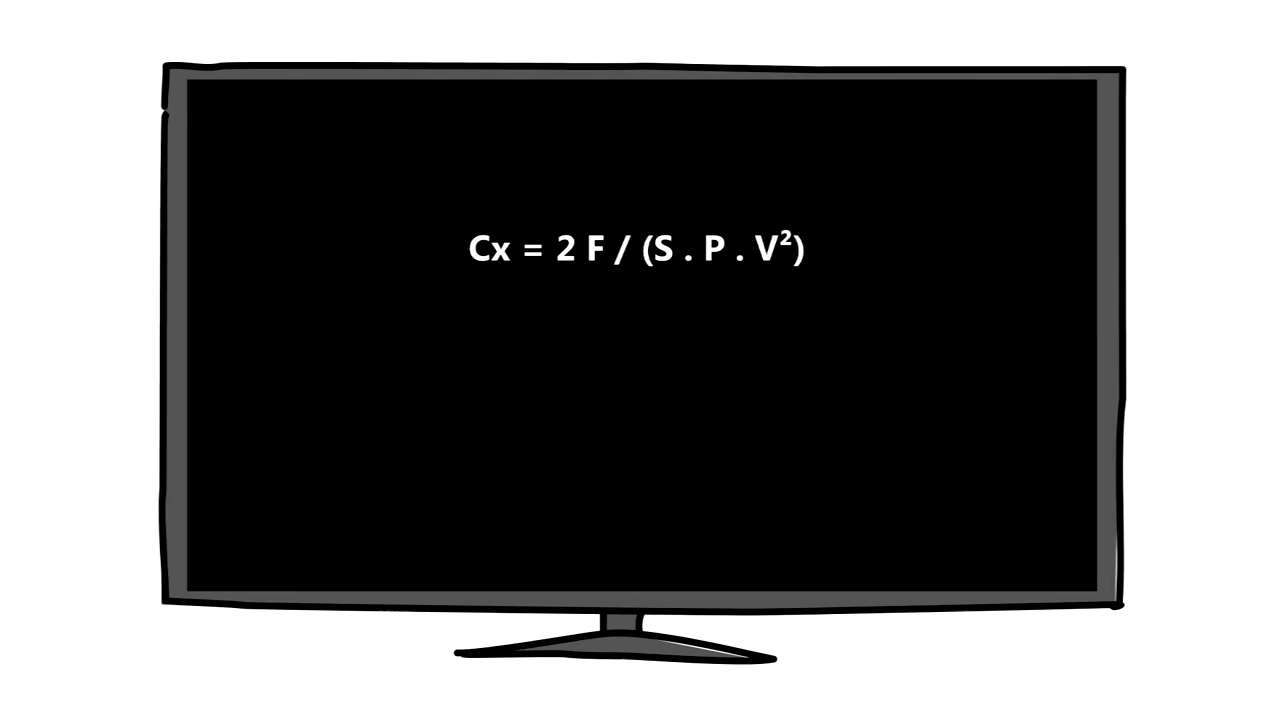 Cx = 2 F / (S . P . V²)